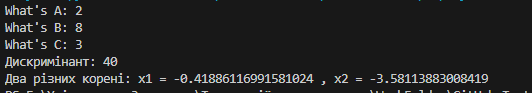 What's A: 2
What's B: 8
What's C: 3
Дискримінант: 40
Два різних корені: x1 = -0.41886116991581024 , x2 = -3.58113883008419